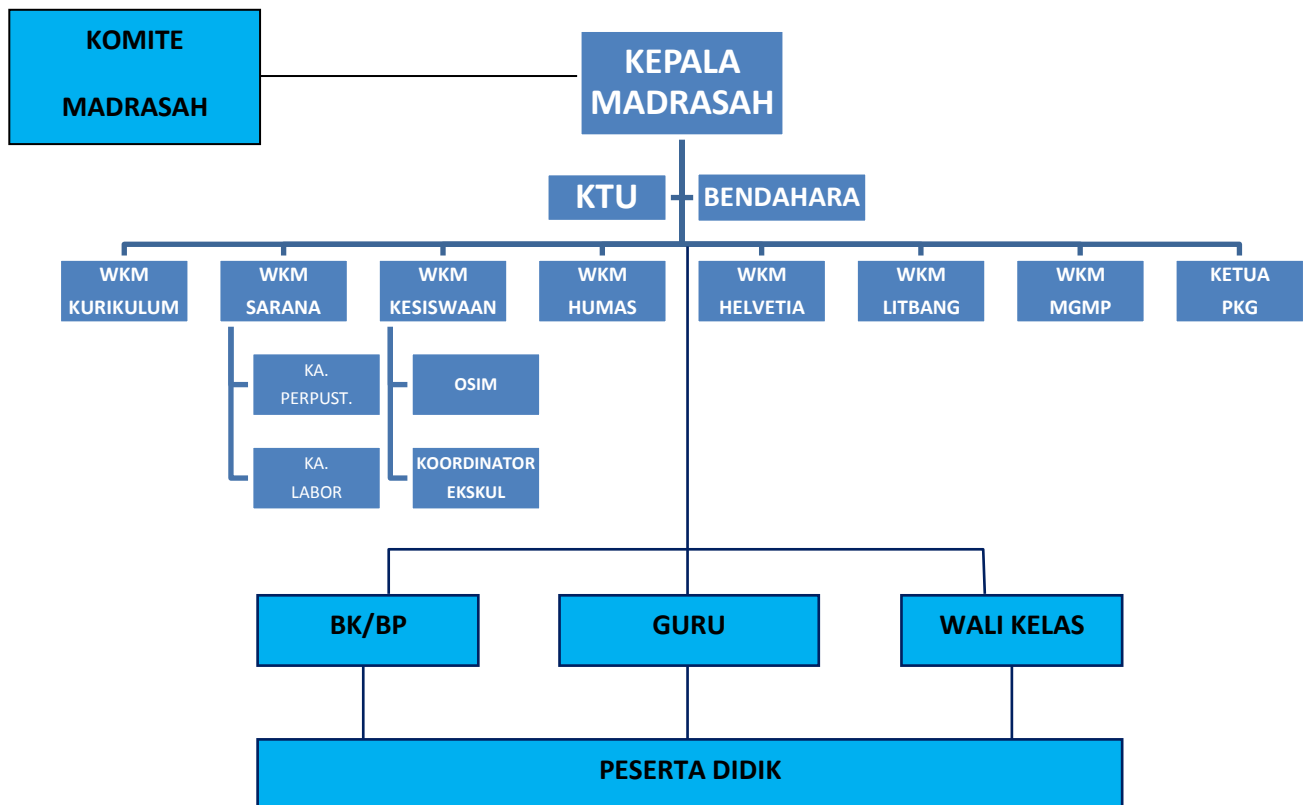 KOMITE
MADRASAH
KEPALA
MADRASAH
KTU
BENDAHARA
WKM
KURIKULUM
WKM
SARANA
WKM
KESISWAAN
WKM
HUMAS
WKM
HELVETIA
WKM
LITBANG
WKM
MGMP
KETUA
PKG
KA.
PERPUST.
OSIM
KA.
LABOR
KOORDINATOR
EKSKUL
BK/BP
GURU
WALI KELAS
PESERTA DIDIK